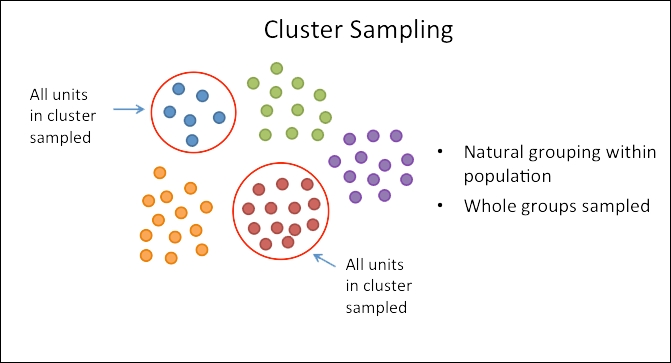 Cluster Sampling
All units
in cluster
sampled
• Natural grouping within
population
• Whole groups sampled
All units
in cluster
sampled